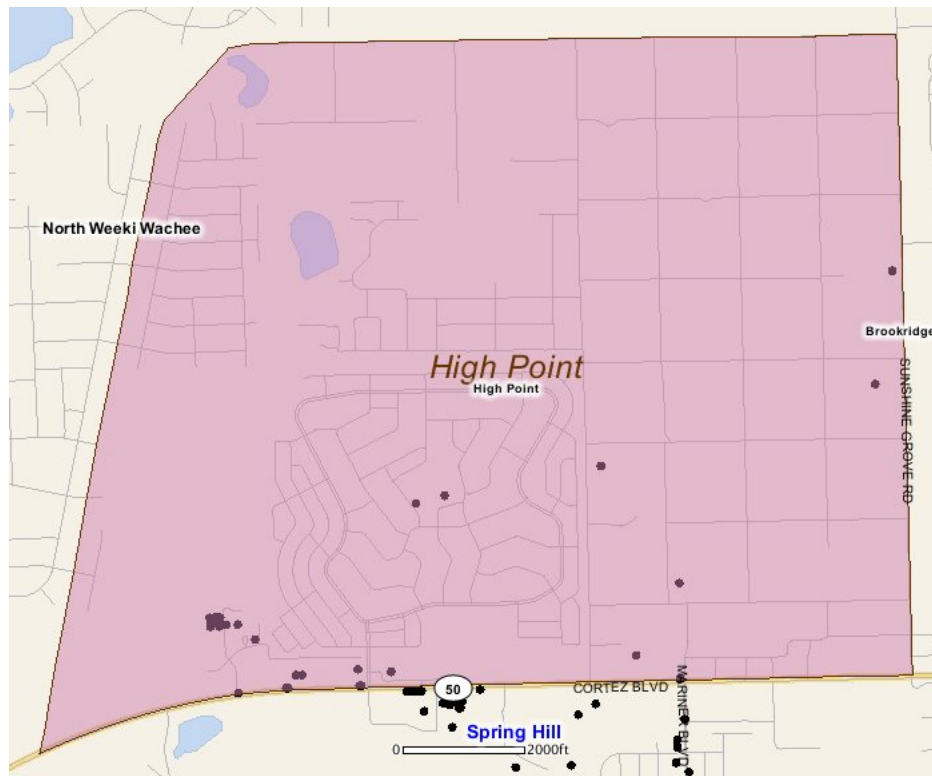 North Weeki Wachee
Brookridge
High Point
High Point
SUNSHINE GROVE RD
50
CORTEZ BLVD
MARINER BLVD
Spring Hill
0 2000ft